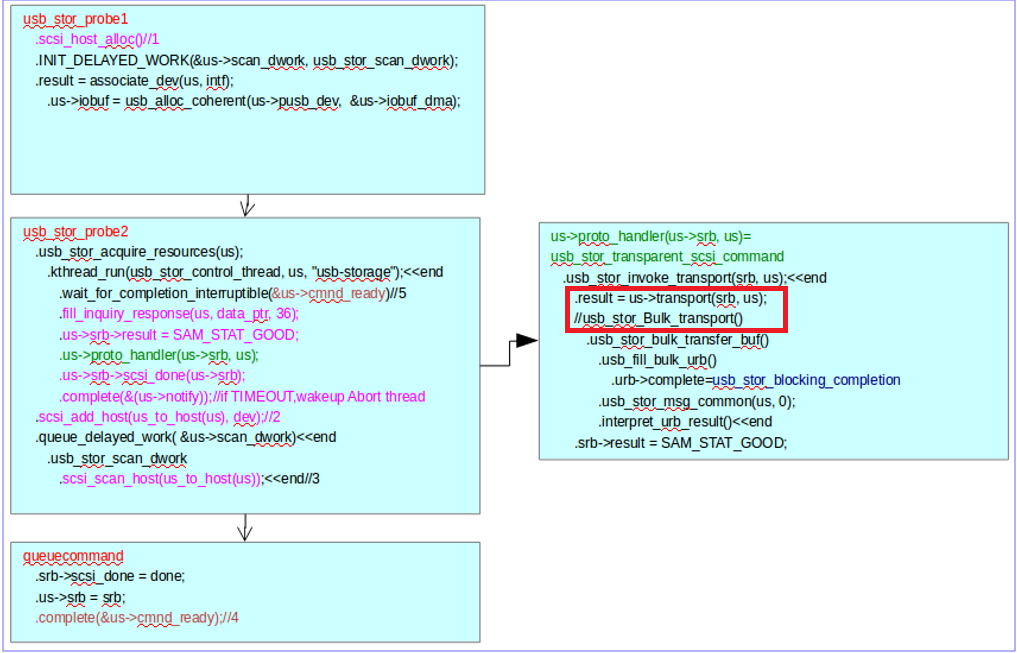 usb_stor_probe1
.scsi_host_alloc()//1
.INIT_DELAYED_WORK(&us->scan_dwork, usb_stor_scan_dwork);
.result = associate_dev(us, intf);
.us->iobuf = usb_alloc_coherent(us->pusb_dev, &us->iobuf_dma);
usb_stor_probe2
.usb_stor_acquire_resources(us);
.kthread_run(usb_stor_control_thread, us, "usb-storage");<<end
.wait_for_completion_interruptible(&us->cmnd_ready)//5
.fill_inquiry_response(us, data_ptr, 36);
.us->srb->result = SAM_STAT_GOOD;
.us->proto_handler(us->srb, us);
.us->srb->scsi_done(us->srb);
.complete(&(us->notify));//if TIMEOUT,wakeup Abort thread
.scsi_add_host(us_to_host(us), dev);//2
.queue_delayed_work( &us->scan_dwork)<<end
.usb_stor_scan_dwork
.scsi_scan_host(us_to_host(us));<<end//3
queuecommand
.srb->scsi_done = done;
.us->srb = srb;
.complete(&us->cmnd_ready);//4
us->proto_handler(us->srb, us)=
usb_stor_transparent_scsi_command
.usb_stor_invoke_transport(srb, us);<<end
.result = us->transport(srb, us);
//usb_stor_Bulk_transport()
.usb_stor_bulk_transfer_buf()
.usb_fill_bulk_urb()
.urb->complete=usb_stor_blocking_completion
.usb_stor_msg_common(us, 0);
.interpret_urb_result()<<end
.srb->result = SAM_STAT_GOOD;